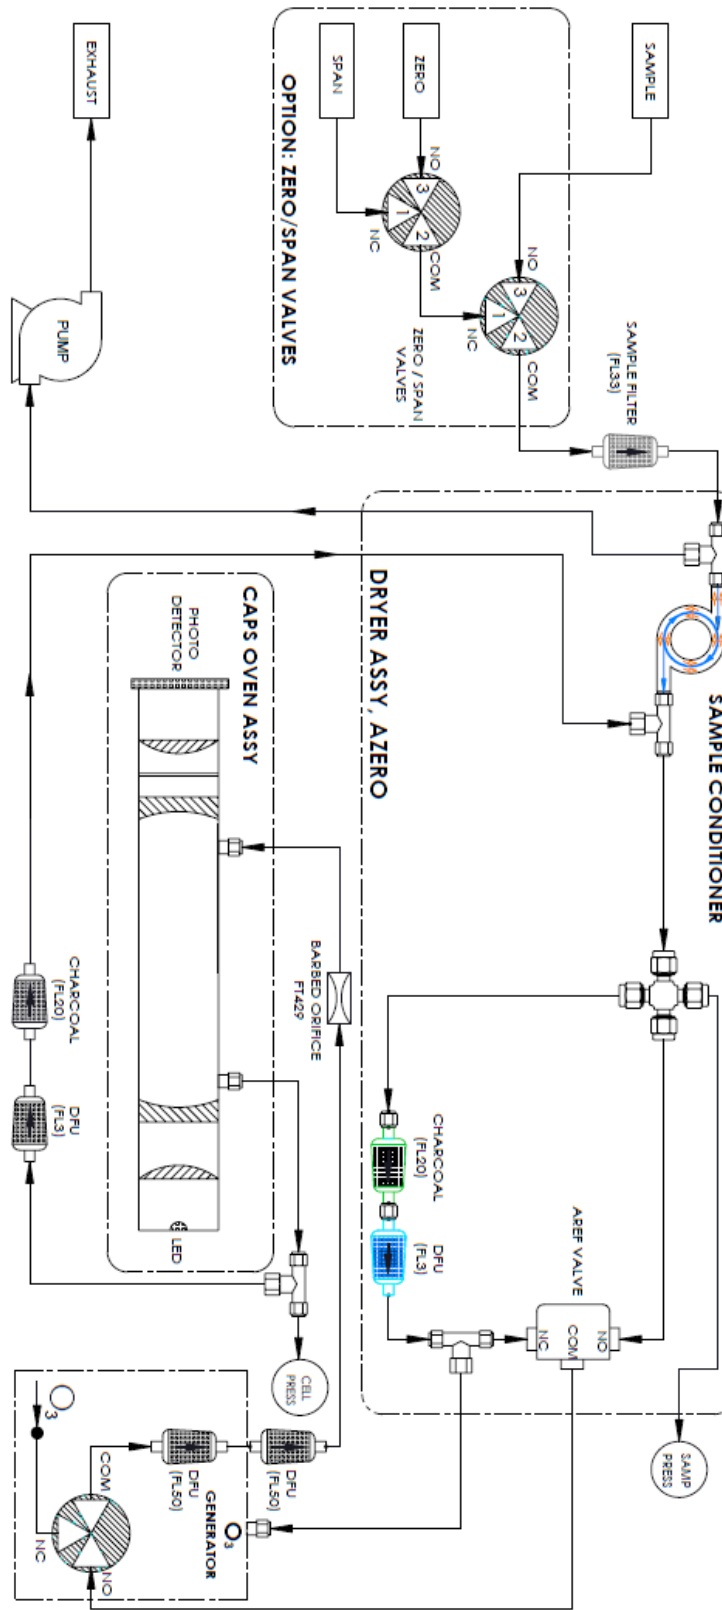 SAMPLE
ZERO
SPAN
EXHAUST
OPTION: ZERO/SPAN VALVES
NO
3
1
2
COM
NC
NO
3
1
2
COM
NC
ZERO / SPAN
VALVES
SAMPLE FILTER
(FL33)
PUMP
SAMPLE CONDITIONER
DRYER ASSY, AZERO
CAPS OVEN ASSY
PHOTO
DETECTOR
BARBED ORIFICE
FT429
CHARCOAL
(FL20)
DFU
(FL3)
CHARCOAL
(FL20)
DFU
(FL3)
LED
AREF VALVE
NC
COM
NO
CELL
PRESS
SAMP
PRESS
O3
COM
NC
NO
DFU
(FL50)
DFU
(FL50)
GENERATOR
O3